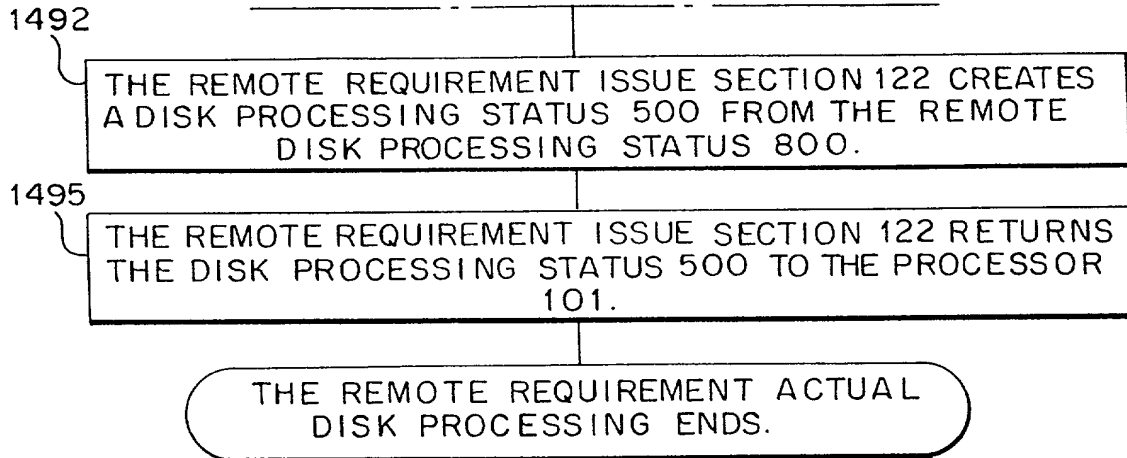 1492
THE REMOTE REQUIREMENT ISSUE SECTION 122 CREATES
A DISK PROCESSING STATUS 500 FROM THE REMOTE
DISK PROCESSING STATUS 800.
1495
THE REMOTE REQUIREMENT ISSUE SECTION 122 RETURNS
THE DISK PROCESSING STATUS 500 TO THE PROCESSOR
101.
THE REMOTE REQUIREMENT ACTUAL
DISK PROCESSING ENDS.